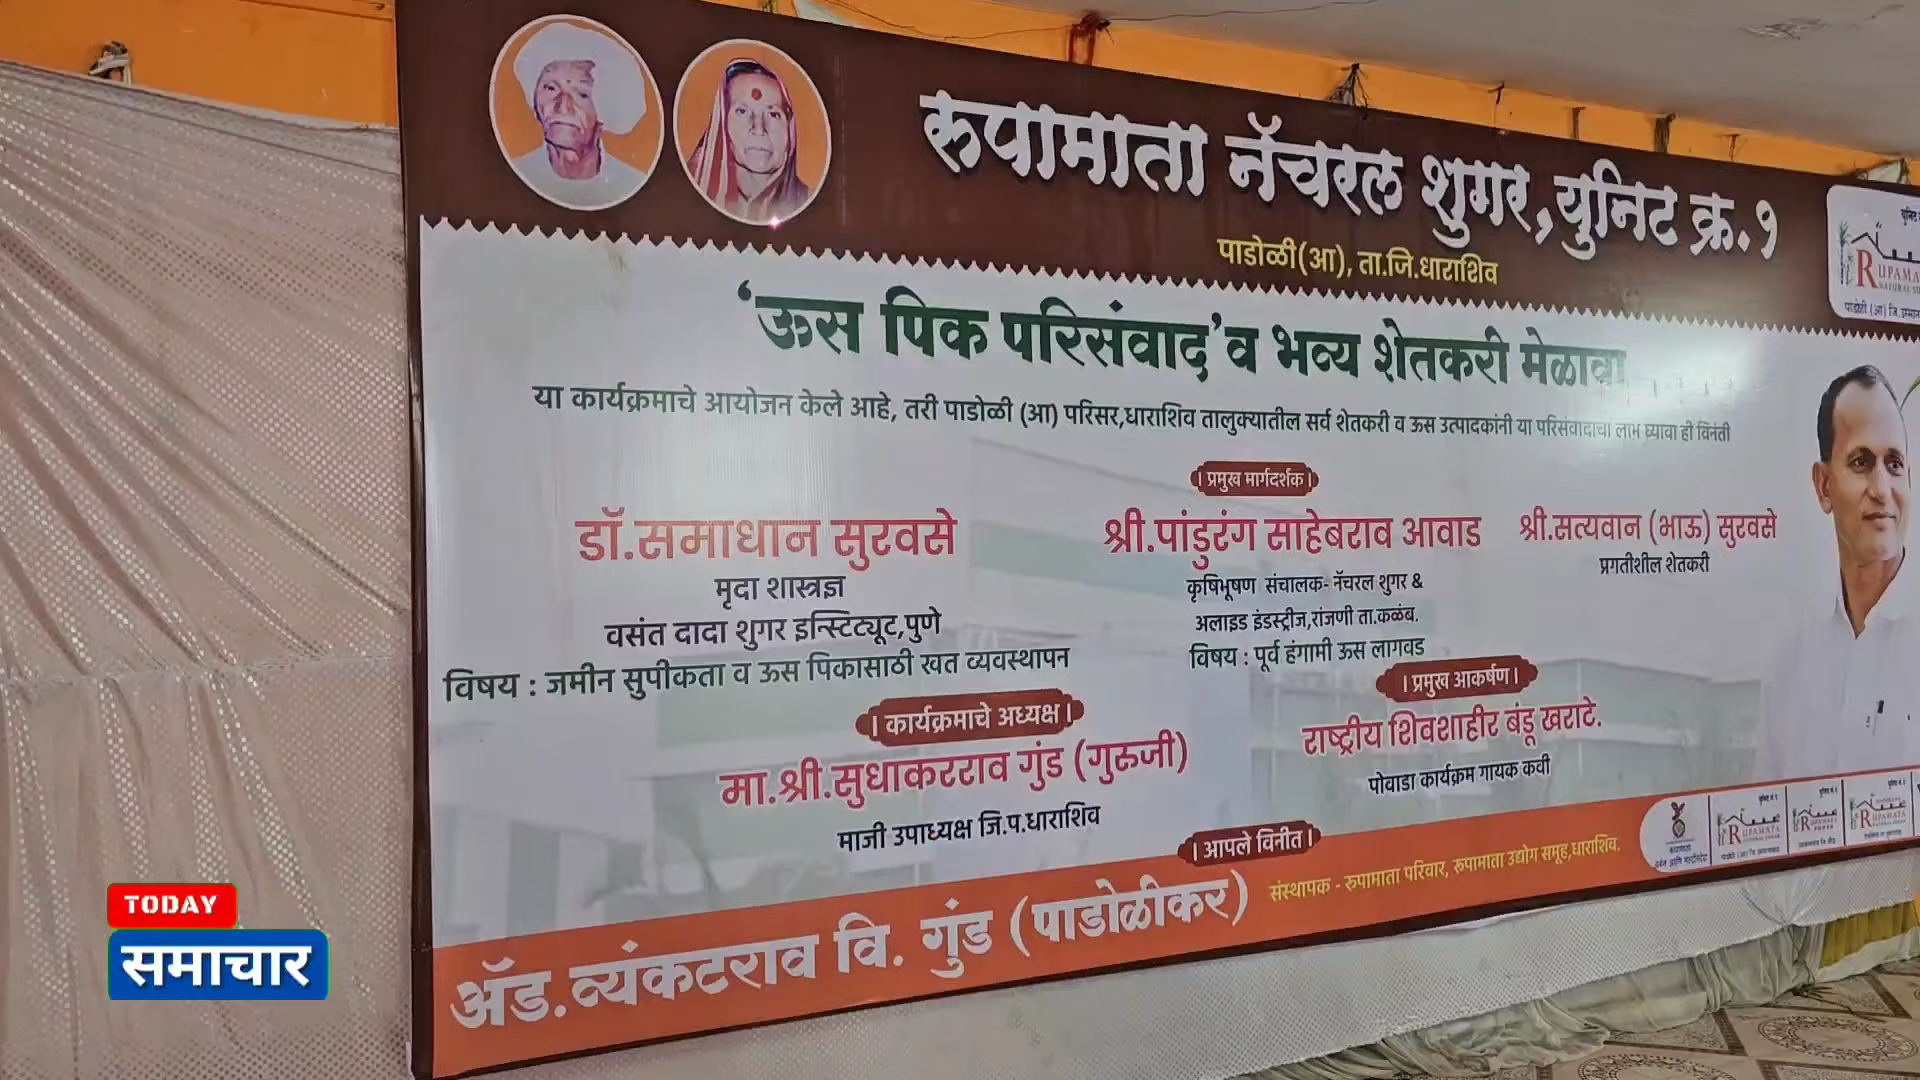 रुपामाता नॅचरल शुगर,युनिट क्र.१
पाडोळी(आ), ता.जि.धाराशिव
RUPAMA
'ऊस पिक परिसंवाद'व भव्य शेतकरी मेळावा
या कार्यक्रमाचे आयोजन केले आहे, तरी पाडोळी (आ) परिसर,धाराशिव तालुक्यातील सर्व शेतकरी व ऊस उत्पादकांनी या परिसंवादाचा लाभ घ्यावा ही विनंती
। प्रमुख मार्गदर्शक ।
डॉ.समाधान सुरवसे
मृदा शास्त्रज्ञ
वसंत दादा शुगर इन्स्टिट्यूट,पुणे
विषय : जमीन सुपीकता व ऊस पिकासाठी खत व्यवस्थापन
श्री.पांडुरंग साहेबराव आवाड
कृषिभूषण संचालक- नॅचरल शुगर &
अलाइड इंडस्ट्रीज,रांजणी ता.कळंब.
विषय : पूर्व हंगामी ऊस लागवड
श्री.सत्यवान (भाऊ) सुरवसे
प्रगतीशील शेतकरी
। कार्यक्रमाचे अध्यक्ष ।
मा.श्री.सुधाकरराव गुंड (गुरुजी)
माजी उपाध्यक्ष जि.प.धाराशिव
। प्रमुख आकर्षण ।
राष्ट्रीय शिवशाहीर बंडू खराटे.
पोवाडा कार्यक्रम गायक कवी
। आपले विनीत ।
ॲड.व्यंकटराव वि. गुंड (पाडोळीकर)
संस्थापक - रूपामाता परिवार, रूपामाता उद्योग समूह,धाराशिव.
RUPAMATA
RUPAMATA
RUPAMATA
TODAY
समाचार